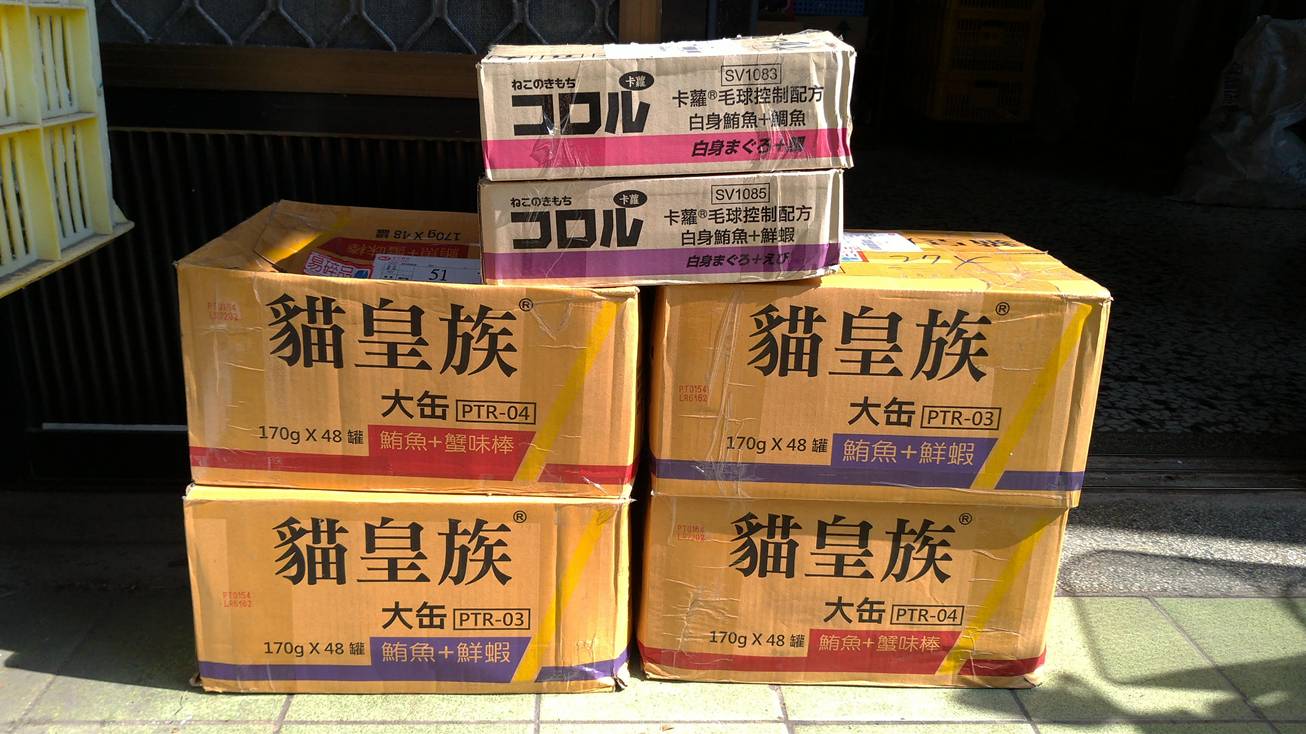 ねこのきもち
コロル
卡蘿
SV1083
卡蘿®毛球控制配方
白身鮪魚+鯛魚
白身まぐろ+鯛
ねこのきもち
コロル
卡蘿
SV1085
卡蘿®毛球控制配方
白身鮪魚+鮮蝦
白身まぐろ+えび
170g X 48 罐
51
貓皇族®
大缶 PTR-04
170g X 48 罐 鮪魚+蟹味棒
PT0154
貓皇族®
大缶 PTR-03
170g X 48 罐 鮪魚+鮮蝦
PT0154
LR6162
貓皇族®
大缶 PTR-03
170g X 48 罐 鮪魚+鮮蝦
PT0154
LR6162
貓皇族®
大缶 PTR-04
170g X 48 罐 鮪魚+蟹味棒